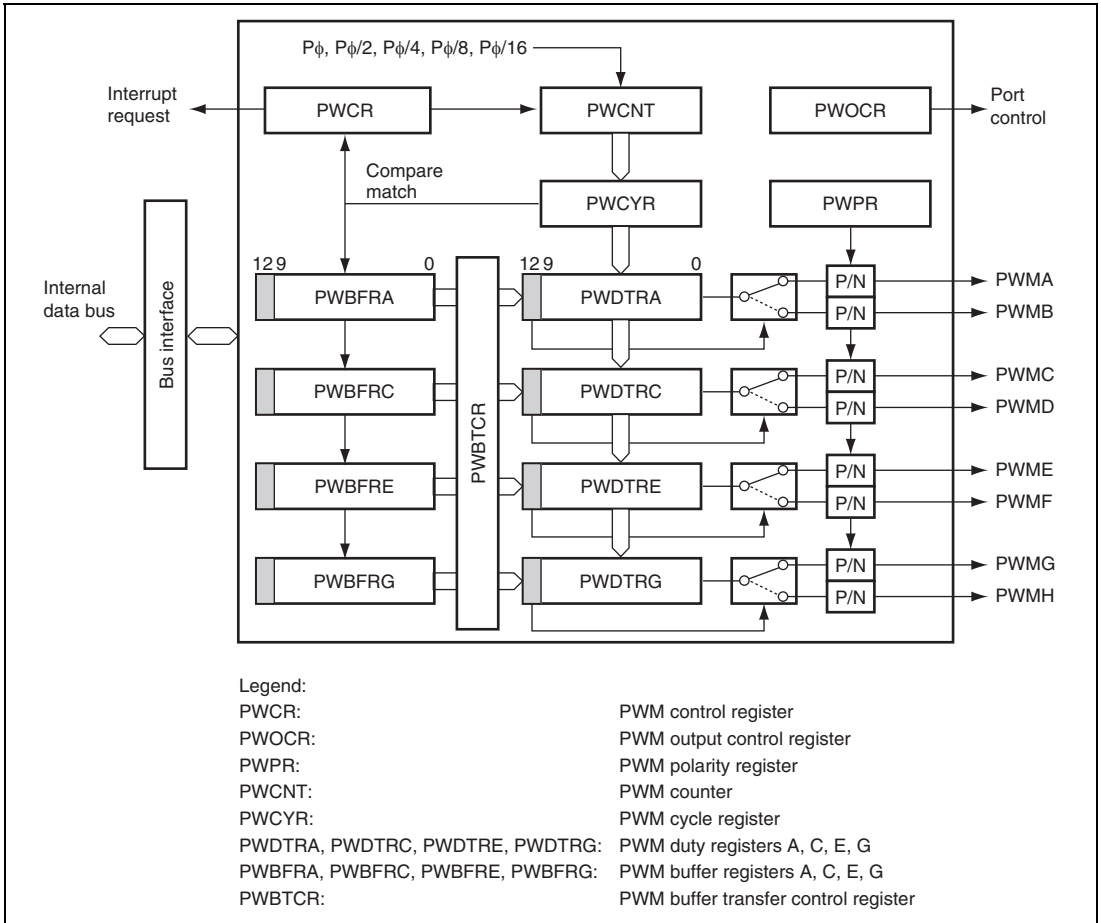 Pϕ, Pϕ/2, Pϕ/4, Pϕ/8, Pϕ/16
Interrupt
request
PWCR
PWCNT
PWOCR
Port
control
Compare
match
PWCYR
PWPR
Internal
data bus
Bus interface
12 9 0
PWBFRA
PWBTCR
12 9 0
PWDTRA
P/N
PWMA
P/N
PWMB
PWBFRC
PWDTRC
P/N
PWMC
P/N
PWMD
PWBFRE
PWDTRE
P/N
PWME
P/N
PWMF
PWBFRG
PWDTRG
P/N
PWMG
P/N
PWMH
Legend:
PWCR: PWM control register
PWOCR: PWM output control register
PWPR: PWM polarity register
PWCNT: PWM counter
PWCYR: PWM cycle register
PWDTRA, PWDTRC, PWDTRE, PWDTRG: PWM duty registers A, C, E, G
PWBFRA, PWBFRC, PWBFRE, PWBFRG: PWM buffer registers A, C, E, G
PWBTCR: PWM buffer transfer control register